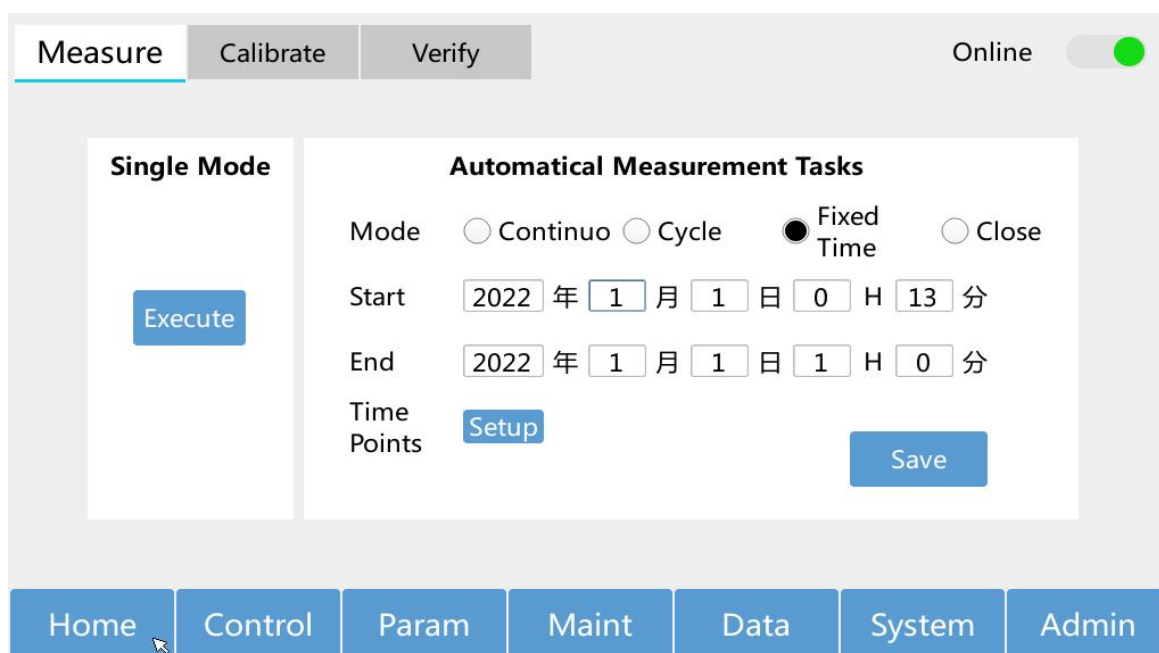 Measure Calibrate Verify Online
Single Mode
Execute
Automatical Measurement Tasks
Mode Continuo Cycle Fixed Time Close
Start 2022 年 1 月 1 日 0 H 13 分
End 2022 年 1 月 1 日 1 H 0 分
Time Points Setup
Save
Home Control Param Maint Data System Admin